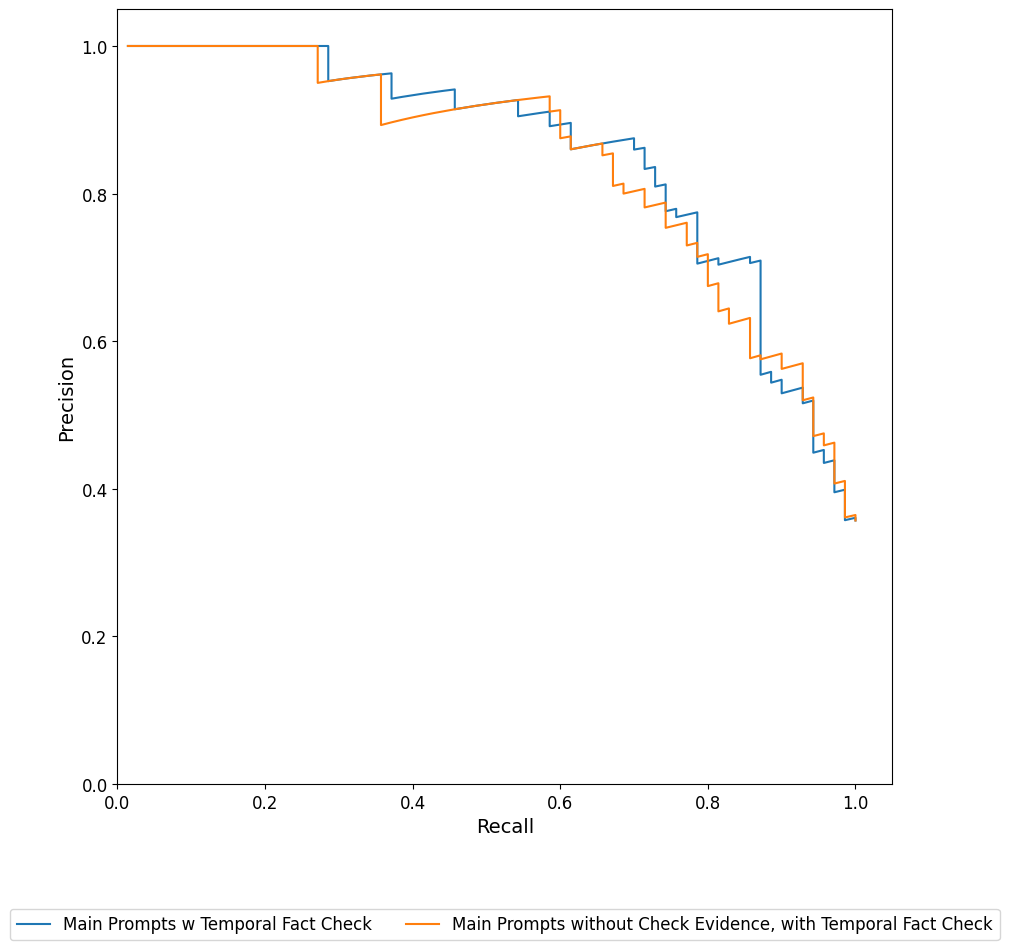 1.0
0.8
0.6
0.4
0.2
0.0
Precision
0.0 0.2 0.4 0.6 0.8 1.0
Recall
Main Prompts w Temporal Fact Check Main Prompts without Check Evidence, with Temporal Fact Check